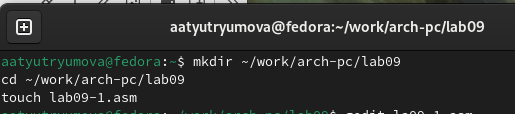 aatyutryumova@fedora:~/work/arch-pc/lab09
aatyutryumova@fedora:~$ mkdir ~/work/arch-pc/lab09
cd ~/work/arch-pc/lab09
touch lab09-1.asm